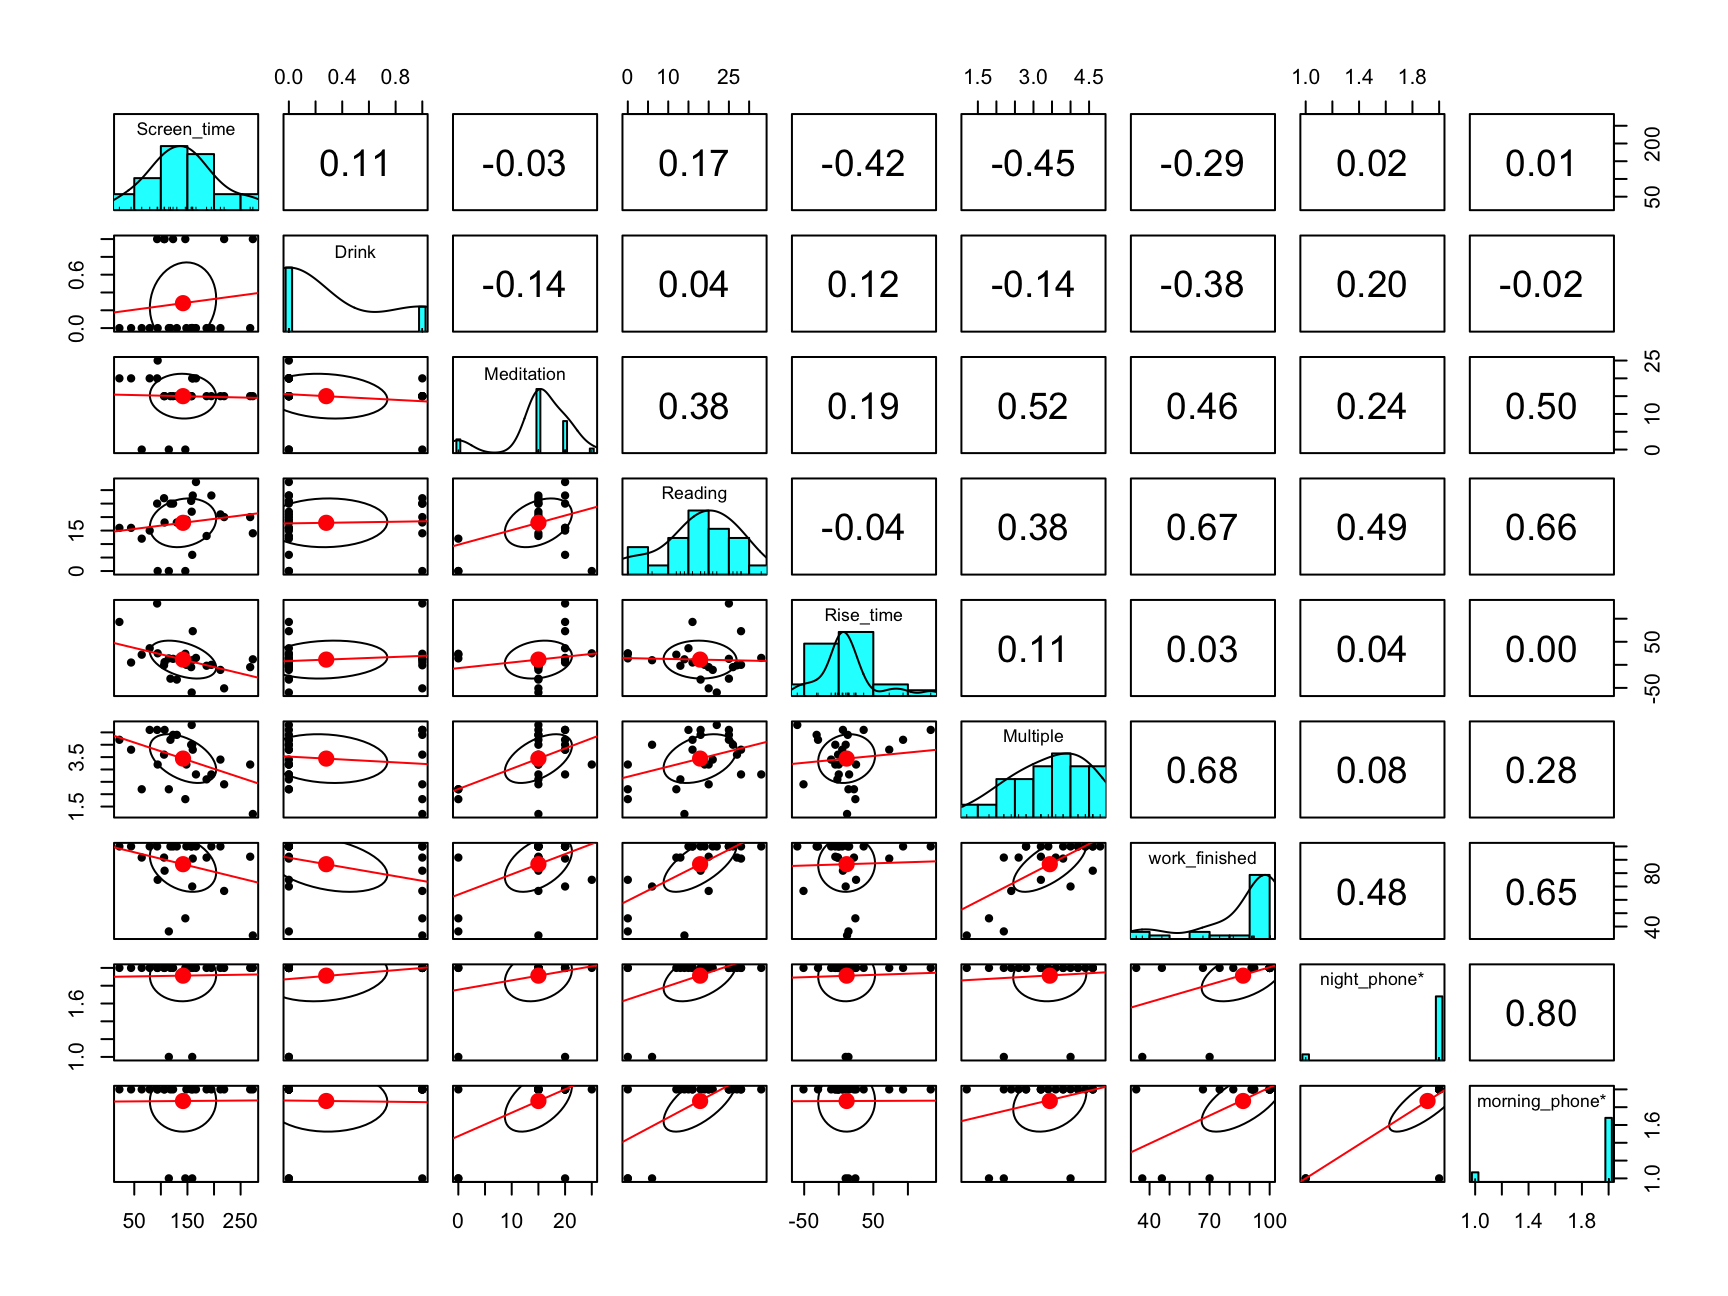 0.0 0.4 0.8 0 10 25 1.5 3.0 4.5 1.0 1.4 1.8
Screen_time 0.11 -0.03 0.17 -0.42 -0.45 -0.29 0.02 0.01 50 200
0.0 0.6 Drink -0.14 0.04 0.12 -0.14 -0.38 0.20 -0.02
Meditation 0.38 0.19 0.52 0.46 0.24 0.50 0 10 25
0 15 Reading -0.04 0.38 0.67 0.49 0.66
Rise_time 0.11 0.03 0.04 0.00 -50 50
1.5 3.5 Multiple 0.68 0.08 0.28
work_finished 0.48 0.65 40 80
1.0 1.6 night_phone* 0.80
morning_phone* 1.0 1.6
50 150 250 0 10 20 -50 50 40 70 100 1.0 1.4 1.8